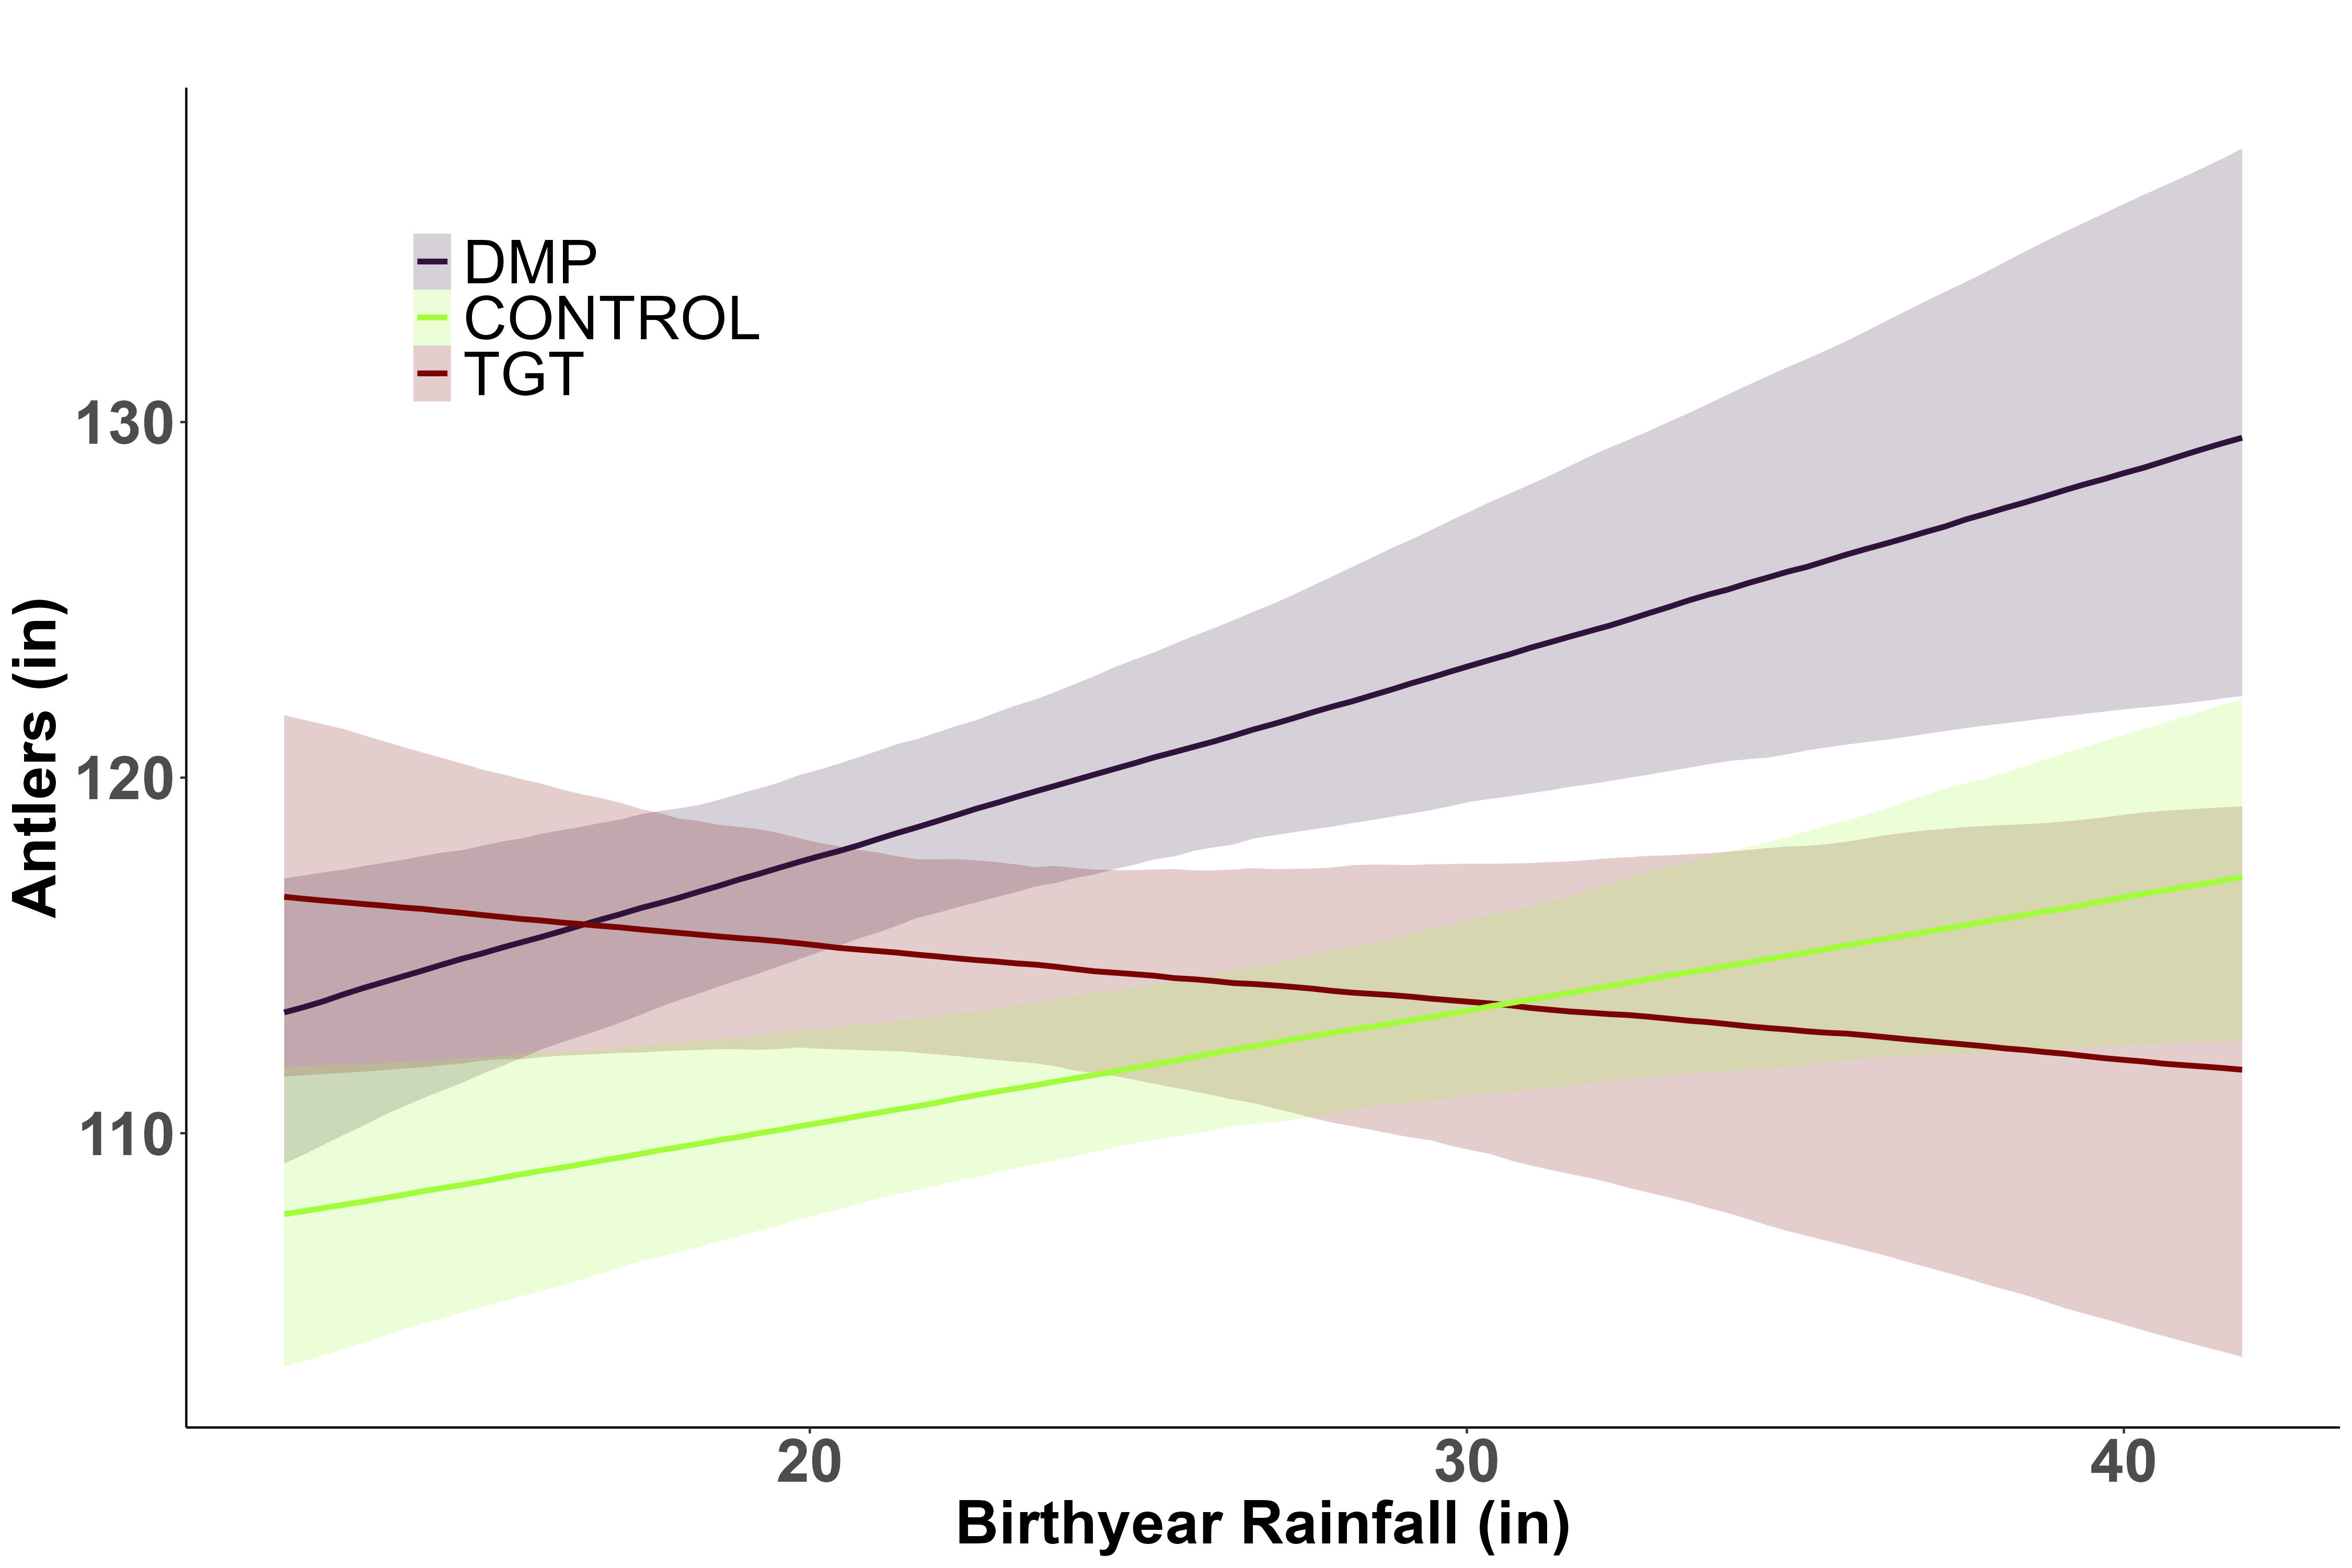 DMP
CONTROL
TGT
130
120
110
Antlers (in)
20
30
40
Birthyear Rainfall (in)